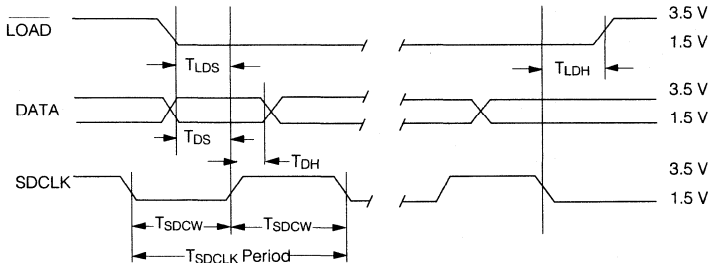 LOAD
3.5 V
1.5 V
TLDS
TLDH
DATA
3.5 V
1.5 V
TDS
TDH
SDCLK
3.5 V
1.5 V
TSDCW
TSDCW
TSDCLK Period